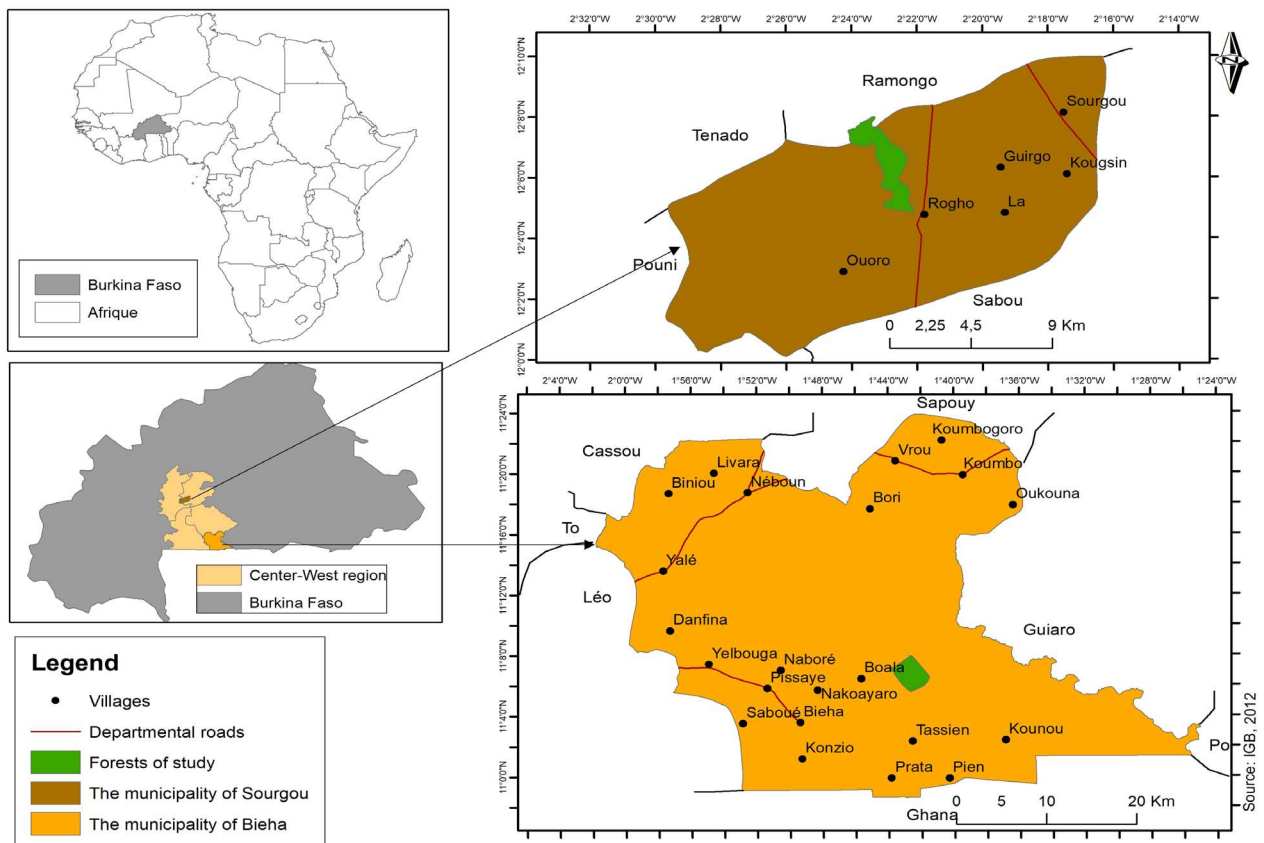 Burkina Faso
Afrique
Center-West region
Burkina Faso
Legend
Villages
Departmental roads
Forests of study
The municipality of Sourgou
The municipality of Bieha
2°32'0"W 2°30'0"W 2°28'0"W 2°26'0"W 2°24'0"W 2°22'0"W 2°20'0"W 2°18'0"W 2°16'0"W 2°14'0"W
12°10'0"N
12°8'0"N
12°6'0"N
12°4'0"N
12°2'0"N
12°0'0"N
N
Ramongo
Sourgou
Tenado
Guirgo
Kougsin
Rogho
La
Pouni
Ouoro
Sabou
0 2,25 4,5 9 Km
2°4'0"W 2°0'0"W 1°56'0"W 1°52'0"W 1°48'0"W 1°44'0"W 1°40'0"W 1°36'0"W 1°32'0"W 1°28'0"W 1°24'0"W
11°24'0"N
11°20'0"N
11°16'0"N
11°12'0"N
11°8'0"N
11°4'0"N
11°0'0"N
Sapouy
Koumbogoro
Cassou
Vrou
Livara
Koumbo
Biniou
Néboun
Bori
Oukouna
To
Yalé
Léo
Danfina
Guiaro
Yelbouga
Naboré
Boala
Pissaye
Nakoayaro
Saboué
Bieha
Tassien
Kounou
Konzio
Po
Prata
Pien
Ghana
0 5 10 20 Km
Source: IGB, 2012